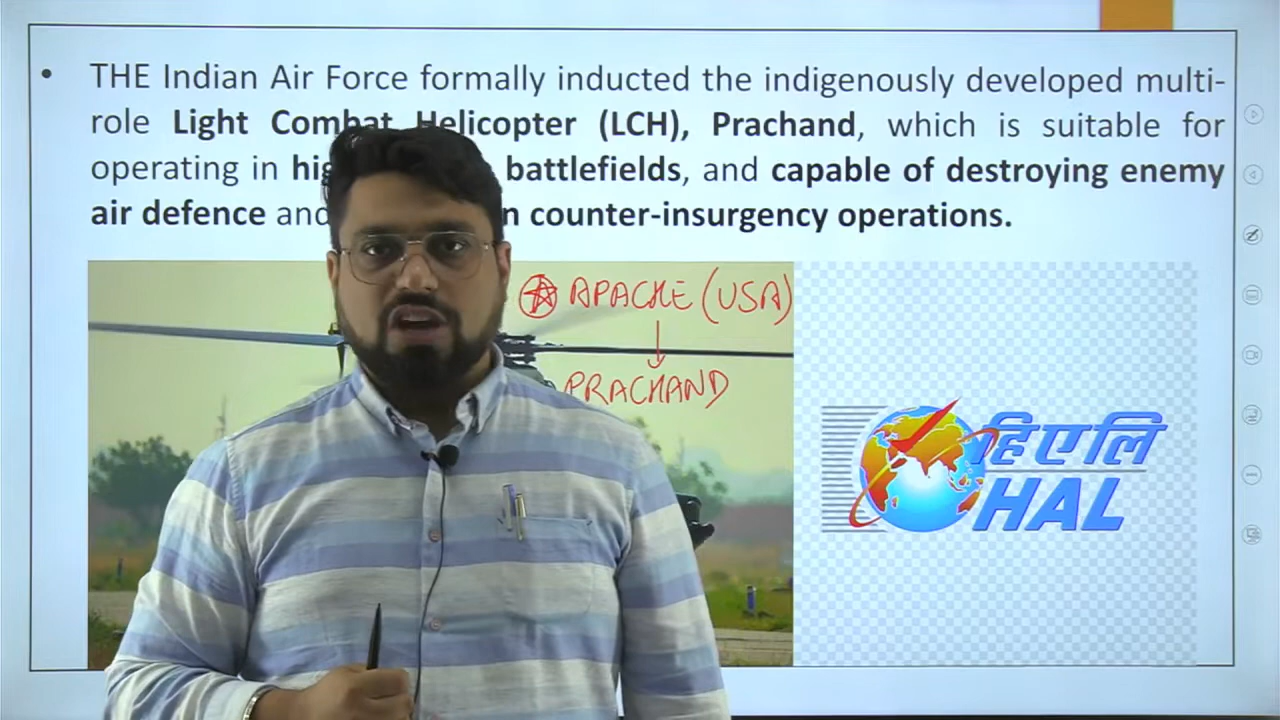 • THE Indian Air Force formally inducted the indigenously developed multi-
role Light Combat Helicopter (LCH), Prachand, which is suitable for
operating in battlefields, and capable of destroying enemy
air defence and counter-insurgency operations.
APACHE (USA)
PRACHAND
हिएलि
HAL